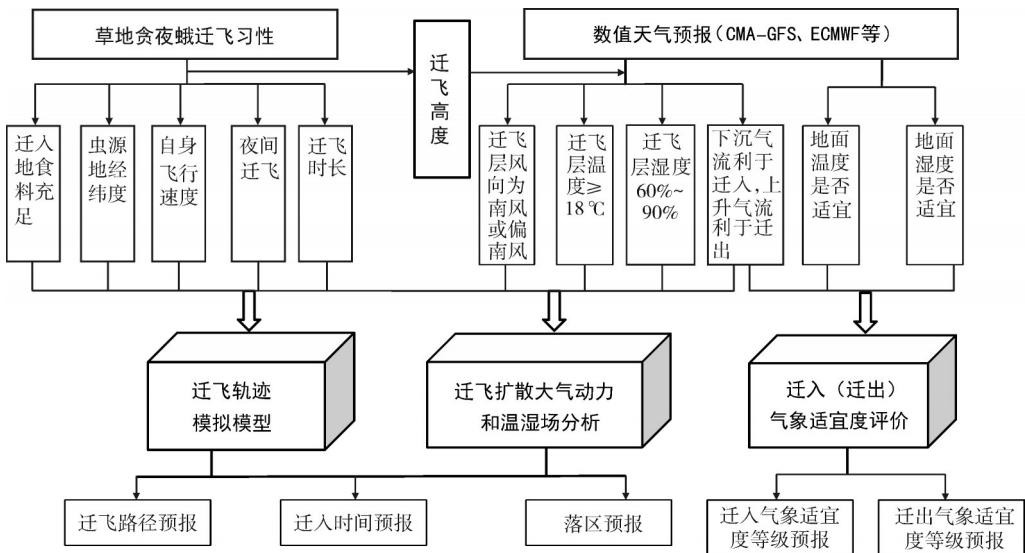 草地贪夜蛾迁飞习性
数值天气预报(CMA-GFS、ECMWF等)
迁
飞
高
度
迁入
地食
料充
足
虫源
地经
纬度
自身
飞行
速度
夜间
迁飞
迁飞
时长
迁飞
层风
向为
南风
或偏
南风
迁飞
层温
度≥
18℃
迁飞
层湿度
60%~
90%
下沉气
流利于
迁入,上
升气流
利于迁
出
地面
温度
是否
适宜
地面
湿度
是否
适宜
迁飞轨迹
模拟模型
迁飞扩散大气动力
和温湿场分析
迁入（迁出）
气象适宜度评价
迁飞路径预报
迁入时间预报
落区预报
迁入气象适宜
度等级预报
迁出气象适宜
度等级预报